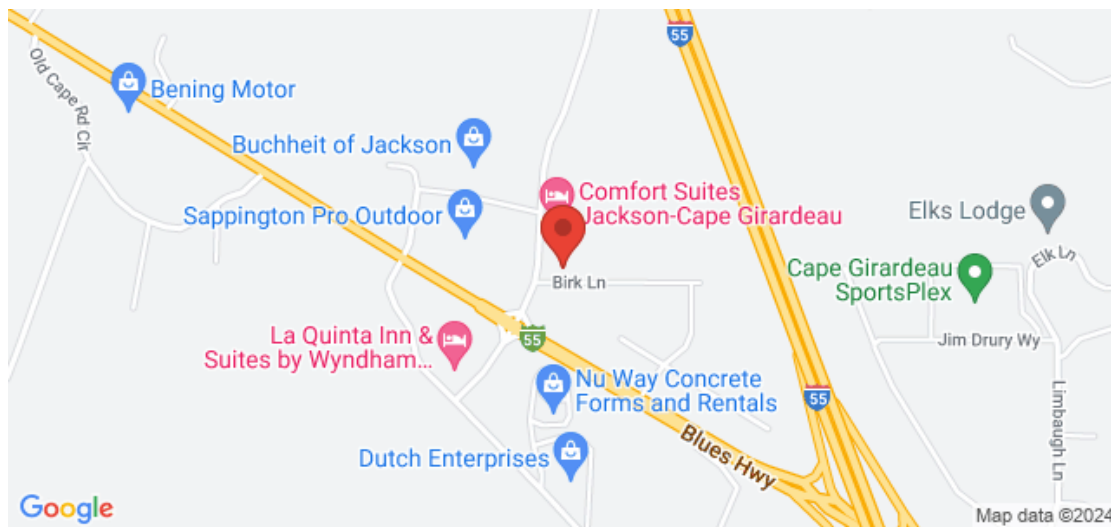 55
Old Cape Rd Cir
Bening Motor
Buchheit of Jackson
Comfort Suites
Jackson-Cape Girardeau
Sappington Pro Outdoor
Elks Lodge
Elk Ln
Cape Girardeau
SportsPlex
Birk Ln
La Quinta Inn &
Suites by Wyndham...
55
Jim Drury Wy
Nu Way Concrete
Forms and Rentals
55
Limbaugh Ln
Blues Hwy
Dutch Enterprises
Google
Map data ©2024